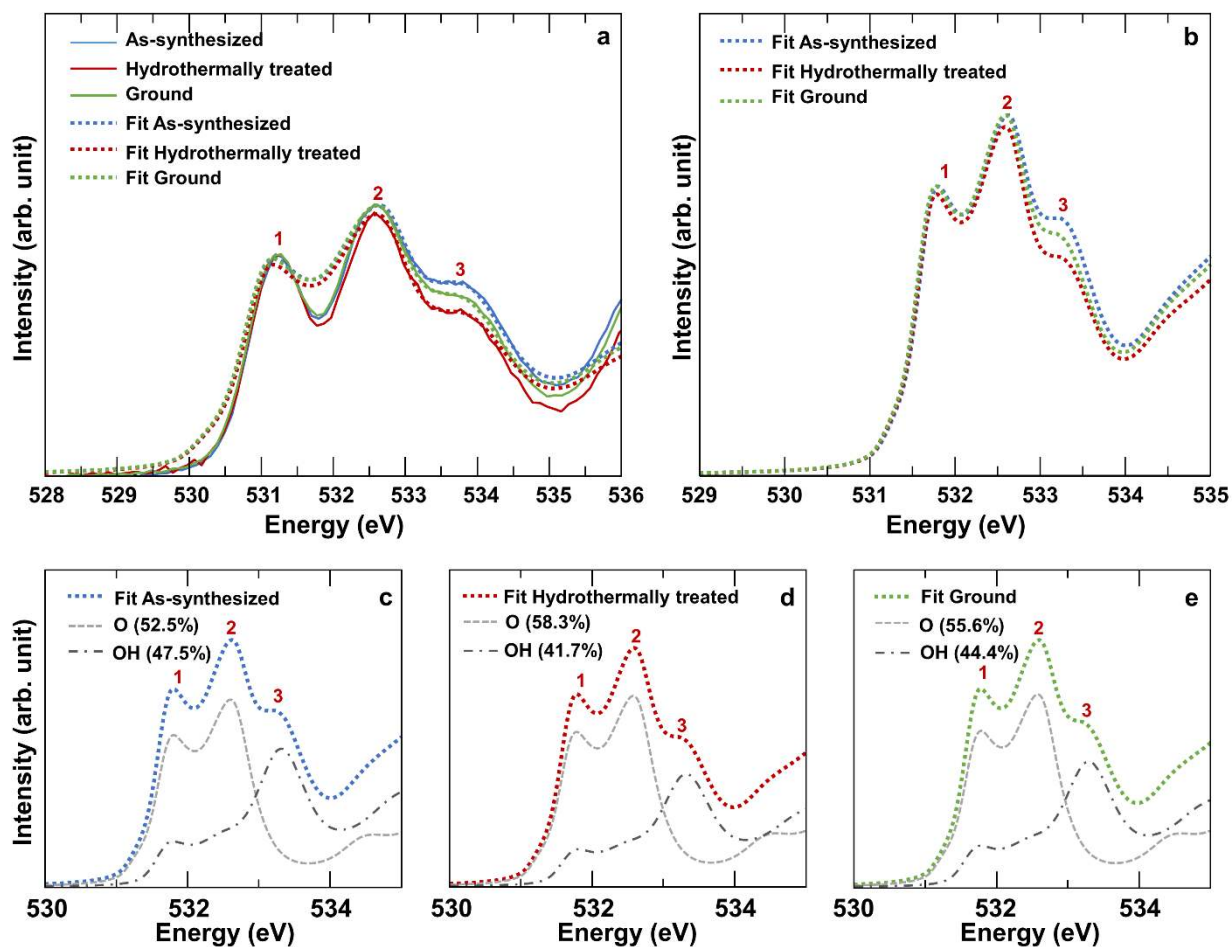 a
As-synthesized
Hydrothermally treated
Ground
Fit As-synthesized
Fit Hydrothermally treated
Fit Ground
1
2
3
Intensity (arb. unit)
528 529 530 531 532 533 534 535 536
Energy (eV)
b
Fit As-synthesized
Fit Hydrothermally treated
Fit Ground
1
2
3
Intensity (arb. unit)
529 530 531 532 533 534 535
Energy (eV)
c
Fit As-synthesized
O (52.5%)
OH (47.5%)
1
2
3
Intensity (arb. unit)
530 532 534
Energy (eV)
d
Fit Hydrothermally treated
O (58.3%)
OH (41.7%)
1
2
3
530 532 534
Energy (eV)
e
Fit Ground
O (55.6%)
OH (44.4%)
1
2
3
530 532 534
Energy (eV)